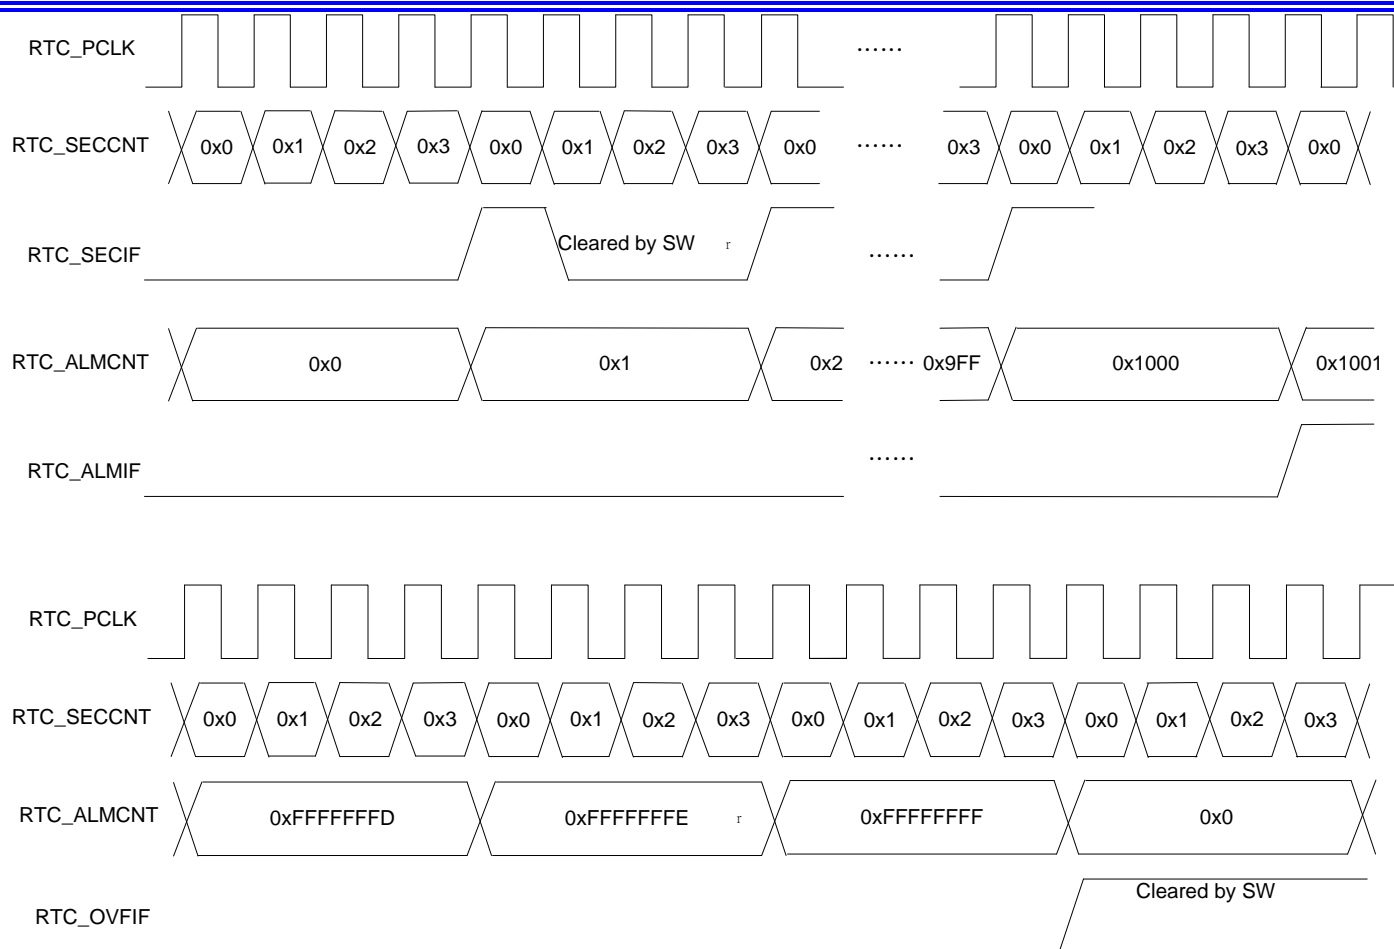 RTC_PCLK ......
RTC_SECCNT 0x0 0x1 0x2 0x3 0x0 0x1 0x2 0x3 0x0 ...... 0x3 0x0 0x1 0x2 0x3 0x0
RTC_SECIF Cleared by SW r ......
RTC_ALMCNT 0x0 0x1 0x2 ...... 0x9FF 0x1000 0x1001
RTC_ALMIF ......
RTC_PCLK
RTC_SECCNT 0x0 0x1 0x2 0x3 0x0 0x1 0x2 0x3 0x0 0x1 0x2 0x3 0x0 0x1 0x2 0x3
RTC_ALMCNT 0xFFFFFFFD 0xFFFFFFFE r 0xFFFFFFFF 0x0
RTC_OVFIF Cleared by SW